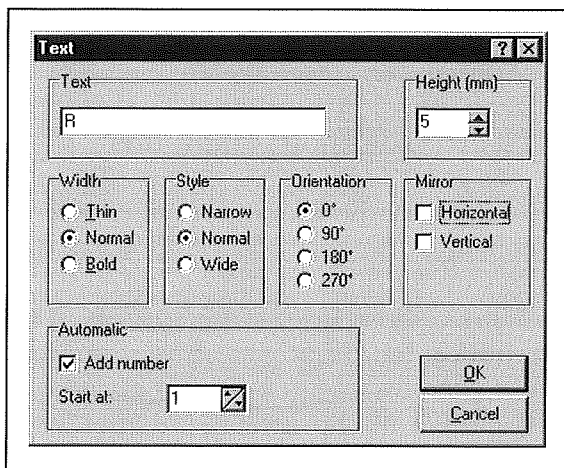 Text
Text
R
Height (mm)
5
Width
Thin
Normal
Bold
Style
Narrow
Normal
Wide
Orientation
0°
90°
180°
270°
Mirror
Horizontal
Vertical
Automatic
Add number
Start at:
1
OK
Cancel